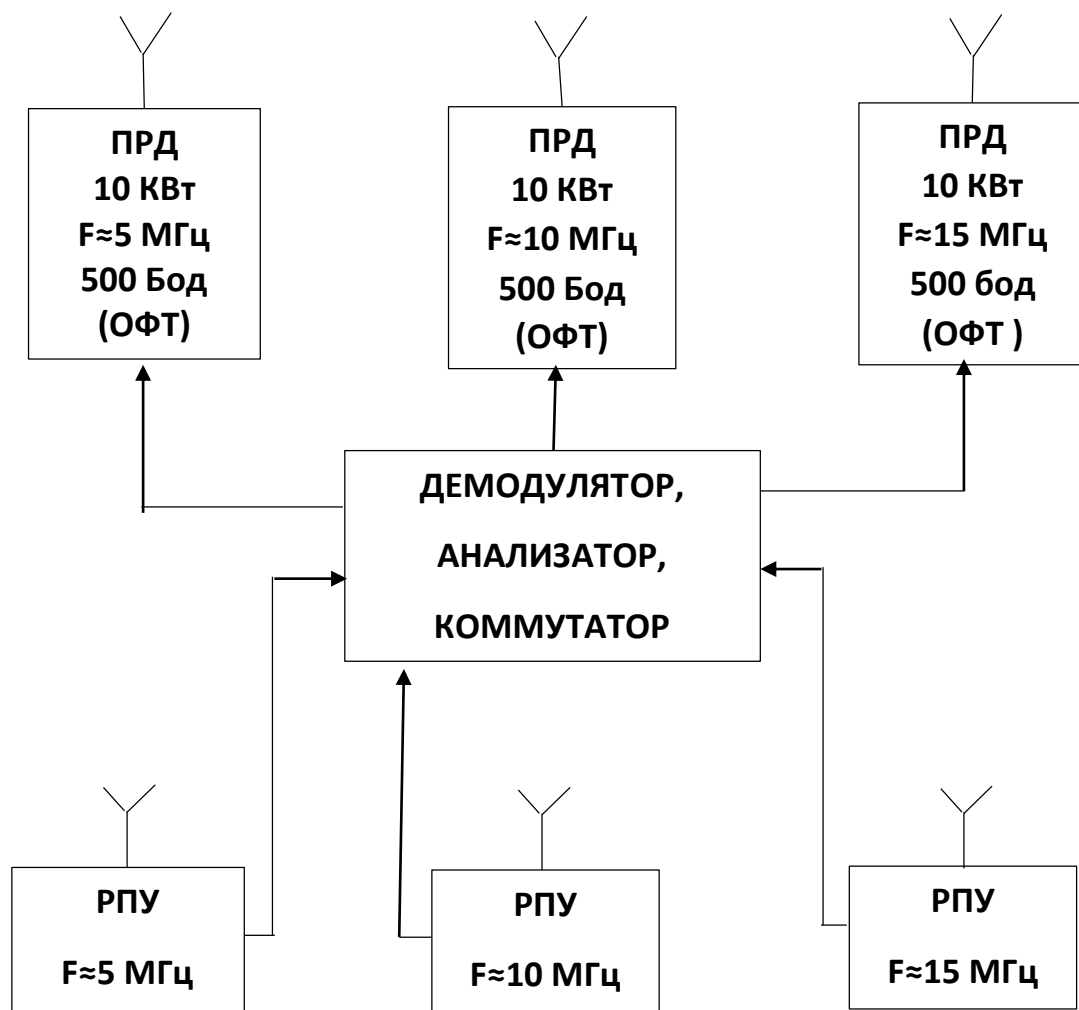 ПРД
10 КВт
F≈5 МГц
500 Бод
(ОФТ)
ПРД
10 КВт
F≈10 МГц
500 Бод
(ОФТ)
ПРД
10 КВт
F≈15 МГц
500 бод
(ОФТ )
ДЕМОДУЛЯТОР,
АНАЛИЗАТОР,
КОММУТАТОР
РПУ
F≈5 МГц
РПУ
F≈10 МГц
РПУ
F≈15 МГц